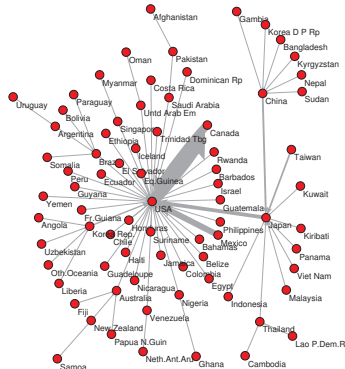 Afghanistan
Gambia
Korea D P Rp
Bangladesh
Oman
Pakistan
Kyrgyzstan
Myanmar
Dominican Rp
Nepal
Costa Rica
China
Sudan
Uruguay
Paraguay
Untd Arab Em
Saudi Arabia
Bolivia
Singapore
Argentina
Trinidad Tbg
Canada
Ethiopia
Iceland
Taiwan
Somalia
Brazil
Rwanda
Peru
El Salvador
Barbados
Ecuador
Eq.Guinea
Israel
Kuwait
Guyana
Yemen
USA
Guatemala
Fr.Guiana
Angola
Honduras
Philippines
Japan
Kiribati
Korea Rep.
Suriname
Mexico
Chile
Bahamas
Uzbekistan
Haiti
Jamaica
Belize
Panama
Oth.Oceania
Guadeloupe
Colombia
Viet Nam
Liberia
Nicaragua
Egypt
Malaysia
Australia
Nigeria
Indonesia
Fiji
Venezuela
New Zealand
Thailand
Papua N.Guin
Lao P.Dem.R
Samoa
Neth.Ant.Aru
Ghana
Cambodia